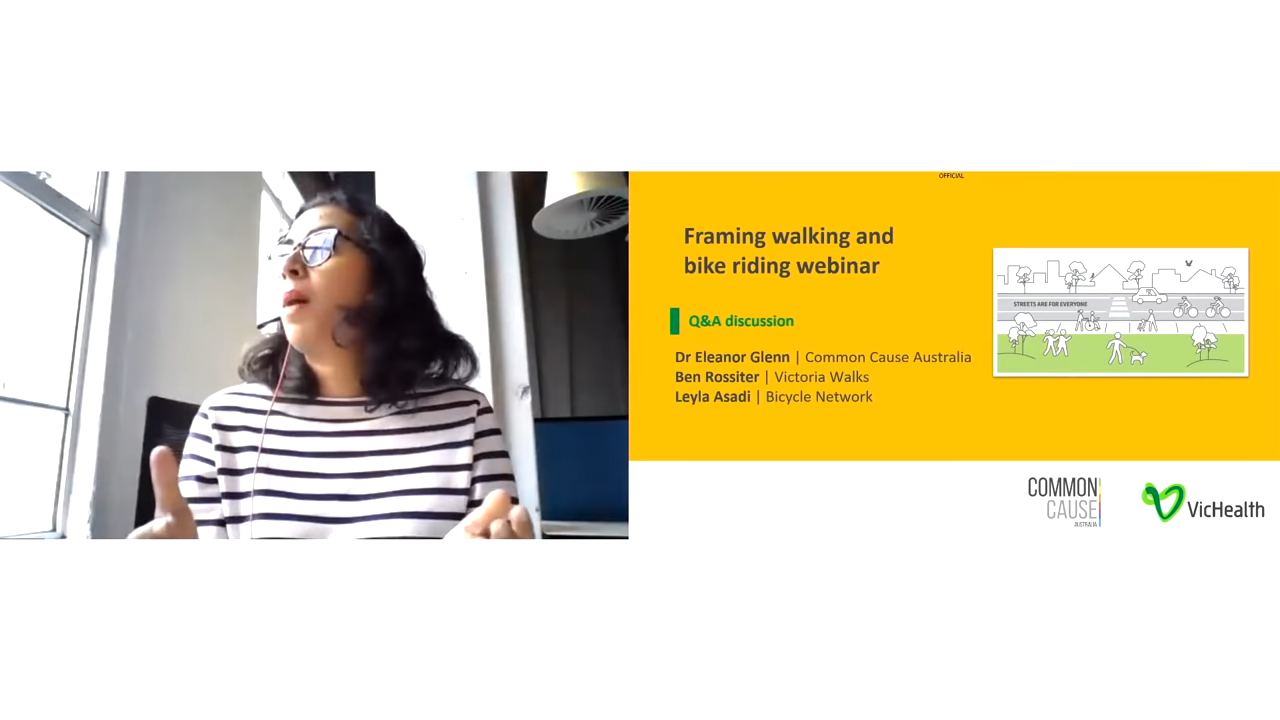 OFFICIAL
Framing walking and
bike riding webinar
Q&A discussion
Dr Eleanor Glenn | Common Cause Australia
Ben Rossiter | Victoria Walks
Leyla Asadi | Bicycle Network
STREETS ARE FOR EVERYONE
COMMON
CAUSE
AUSTRALIA
VicHealth